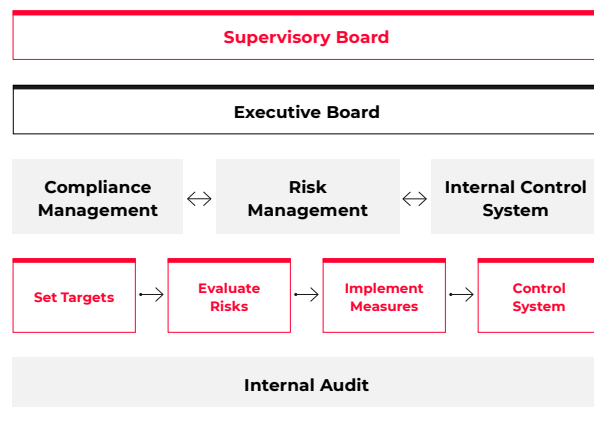 Supervisory Board
Executive Board
Compliance
Management
Risk
Management
Internal Control
System
Set Targets
Evaluate
Risks
Implement
Measures
Control
System
Internal Audit